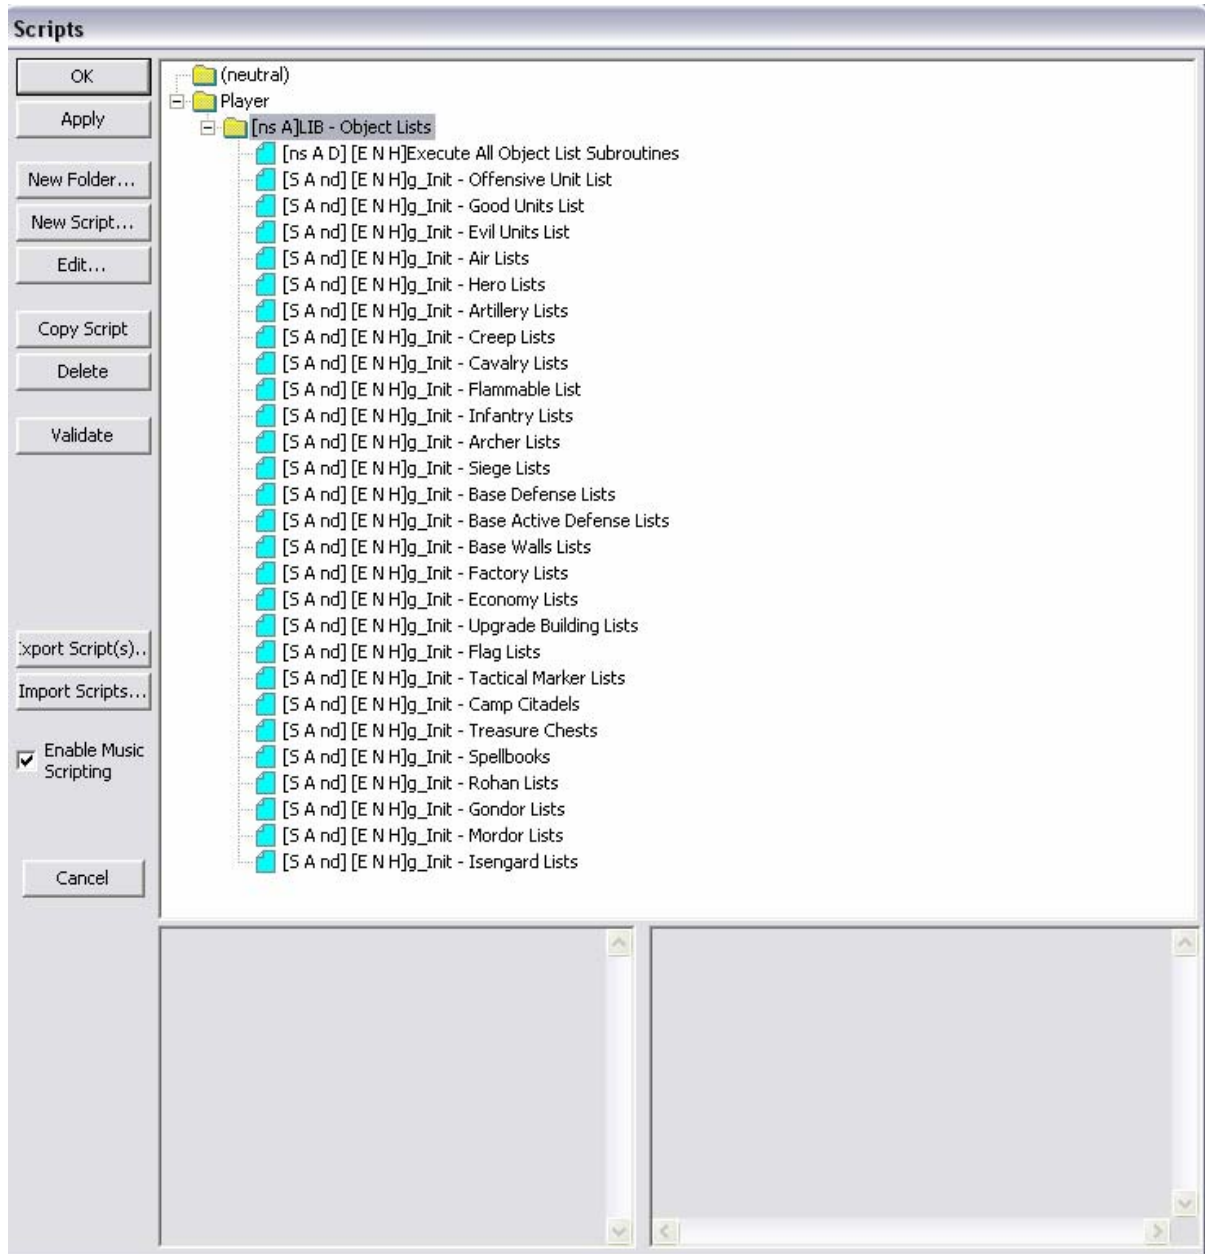 Scripts
OK
Apply
New Folder...
New Script...
Edit...
Copy Script
Delete
Validate
xport Script(s)..
Import Scripts...
Enable Music
Scripting
Cancel
(neutral)
Player
[ns A]LIB - Object Lists
[ns A D] [E N H]Execute All Object List Subroutines
[S A nd] [E N H]g_Init - Offensive Unit List
[S A nd] [E N H]g_Init - Good Units List
[S A nd] [E N H]g_Init - Evil Units List
[S A nd] [E N H]g_Init - Air Lists
[S A nd] [E N H]g_Init - Hero Lists
[S A nd] [E N H]g_Init - Artillery Lists
[S A nd] [E N H]g_Init - Creep Lists
[S A nd] [E N H]g_Init - Cavalry Lists
[S A nd] [E N H]g_Init - Flammable List
[S A nd] [E N H]g_Init - Infantry Lists
[S A nd] [E N H]g_Init - Archer Lists
[S A nd] [E N H]g_Init - Siege Lists
[S A nd] [E N H]g_Init - Base Defense Lists
[S A nd] [E N H]g_Init - Base Active Defense Lists
[S A nd] [E N H]g_Init - Base Walls Lists
[S A nd] [E N H]g_Init - Factory Lists
[S A nd] [E N H]g_Init - Economy Lists
[S A nd] [E N H]g_Init - Upgrade Building Lists
[S A nd] [E N H]g_Init - Flag Lists
[S A nd] [E N H]g_Init - Tactical Marker Lists
[S A nd] [E N H]g_Init - Camp Citadels
[S A nd] [E N H]g_Init - Treasure Chests
[S A nd] [E N H]g_Init - Spellbooks
[S A nd] [E N H]g_Init - Rohan Lists
[S A nd] [E N H]g_Init - Gondor Lists
[S A nd] [E N H]g_Init - Mordor Lists
[S A nd] [E N H]g_Init - Isengard Lists